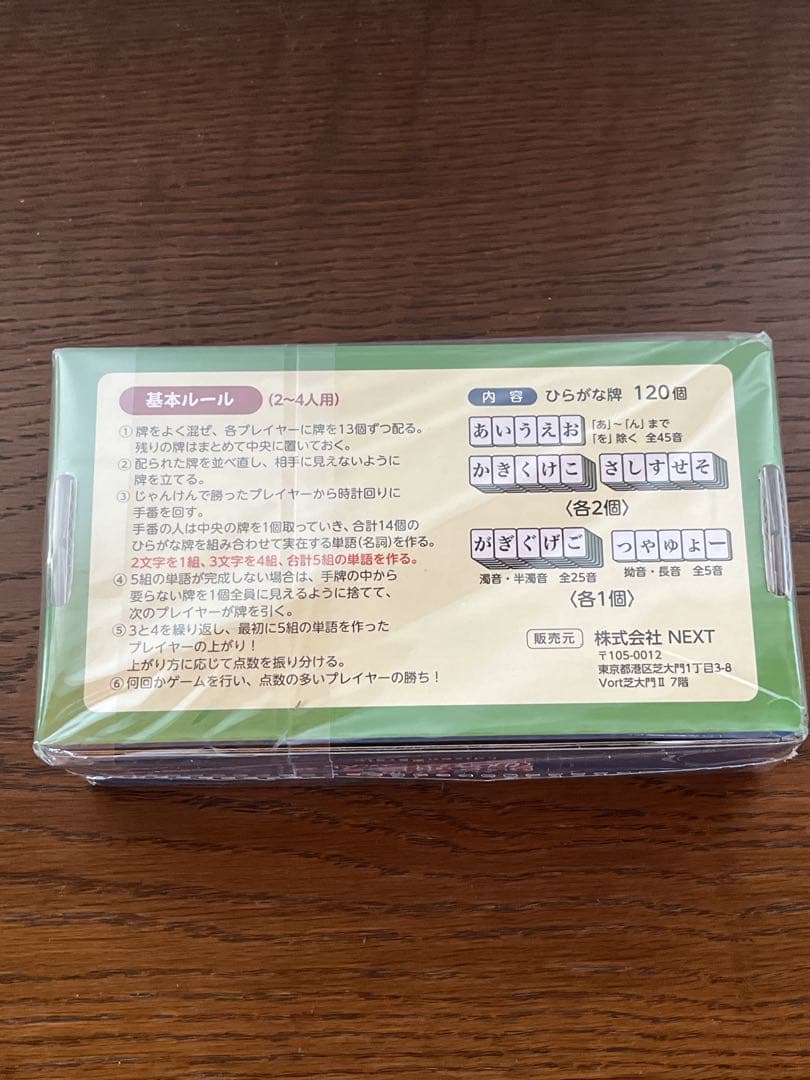 基本ルール (2〜4人用)
①牌をよく混ぜ、各プレイヤーに牌を13個ずつ配る。
残りの牌はまとめて中央に置いておく。
②配られた牌を並べ直し、相手に見えないように
牌を立てる。
③じゃんけんで勝ったプレイヤーから時計回りに
手番を回す。
手番の人は中央の牌を1個取っていき、合計14個の
ひらがな牌を組み合わせて実在する単語(名詞)を作る。
2文字を1組、3文字を4組、合計5組の単語を作る。
④5組の単語が完成しない場合は、手牌の中から
要らない牌を1個全員に見えるように捨てて、
次のプレイヤーが牌を引く。
⑤3と4を繰り返し、最初に5組の単語を作った
プレイヤーの上がり!
上がり方に応じて点数を振り分ける。
⑥何回かゲームを行い、点数の多いプレイヤーの勝ち!
内容 ひらがな牌 120個
あいうえお
「あ」〜「ん」まで
「を」除く 全45音
かきくけこ さしすせそ
〈各2個〉
がぎぐげご っゃゅょー
濁音・半濁音 全25音 拗音・長音 全5音
〈各1個〉
販売元 株式会社 NEXT
〒105-0012
東京都港区芝大門1丁目3-8
Vort芝大門Ⅱ 7階